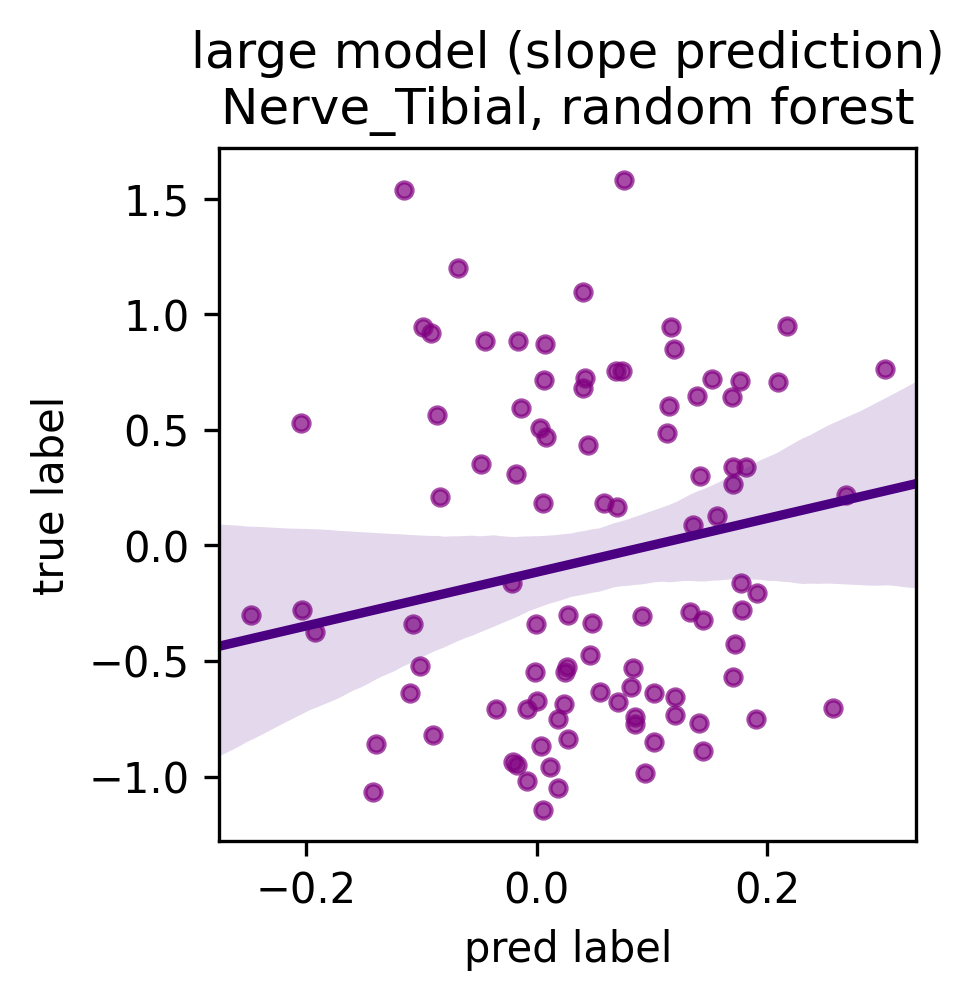 large model (slope prediction)
Nerve_Tibial, random forest
1.5
1.0
0.5
0.0
−0.5
−1.0
true label
−0.2
0.0
0.2
pred label